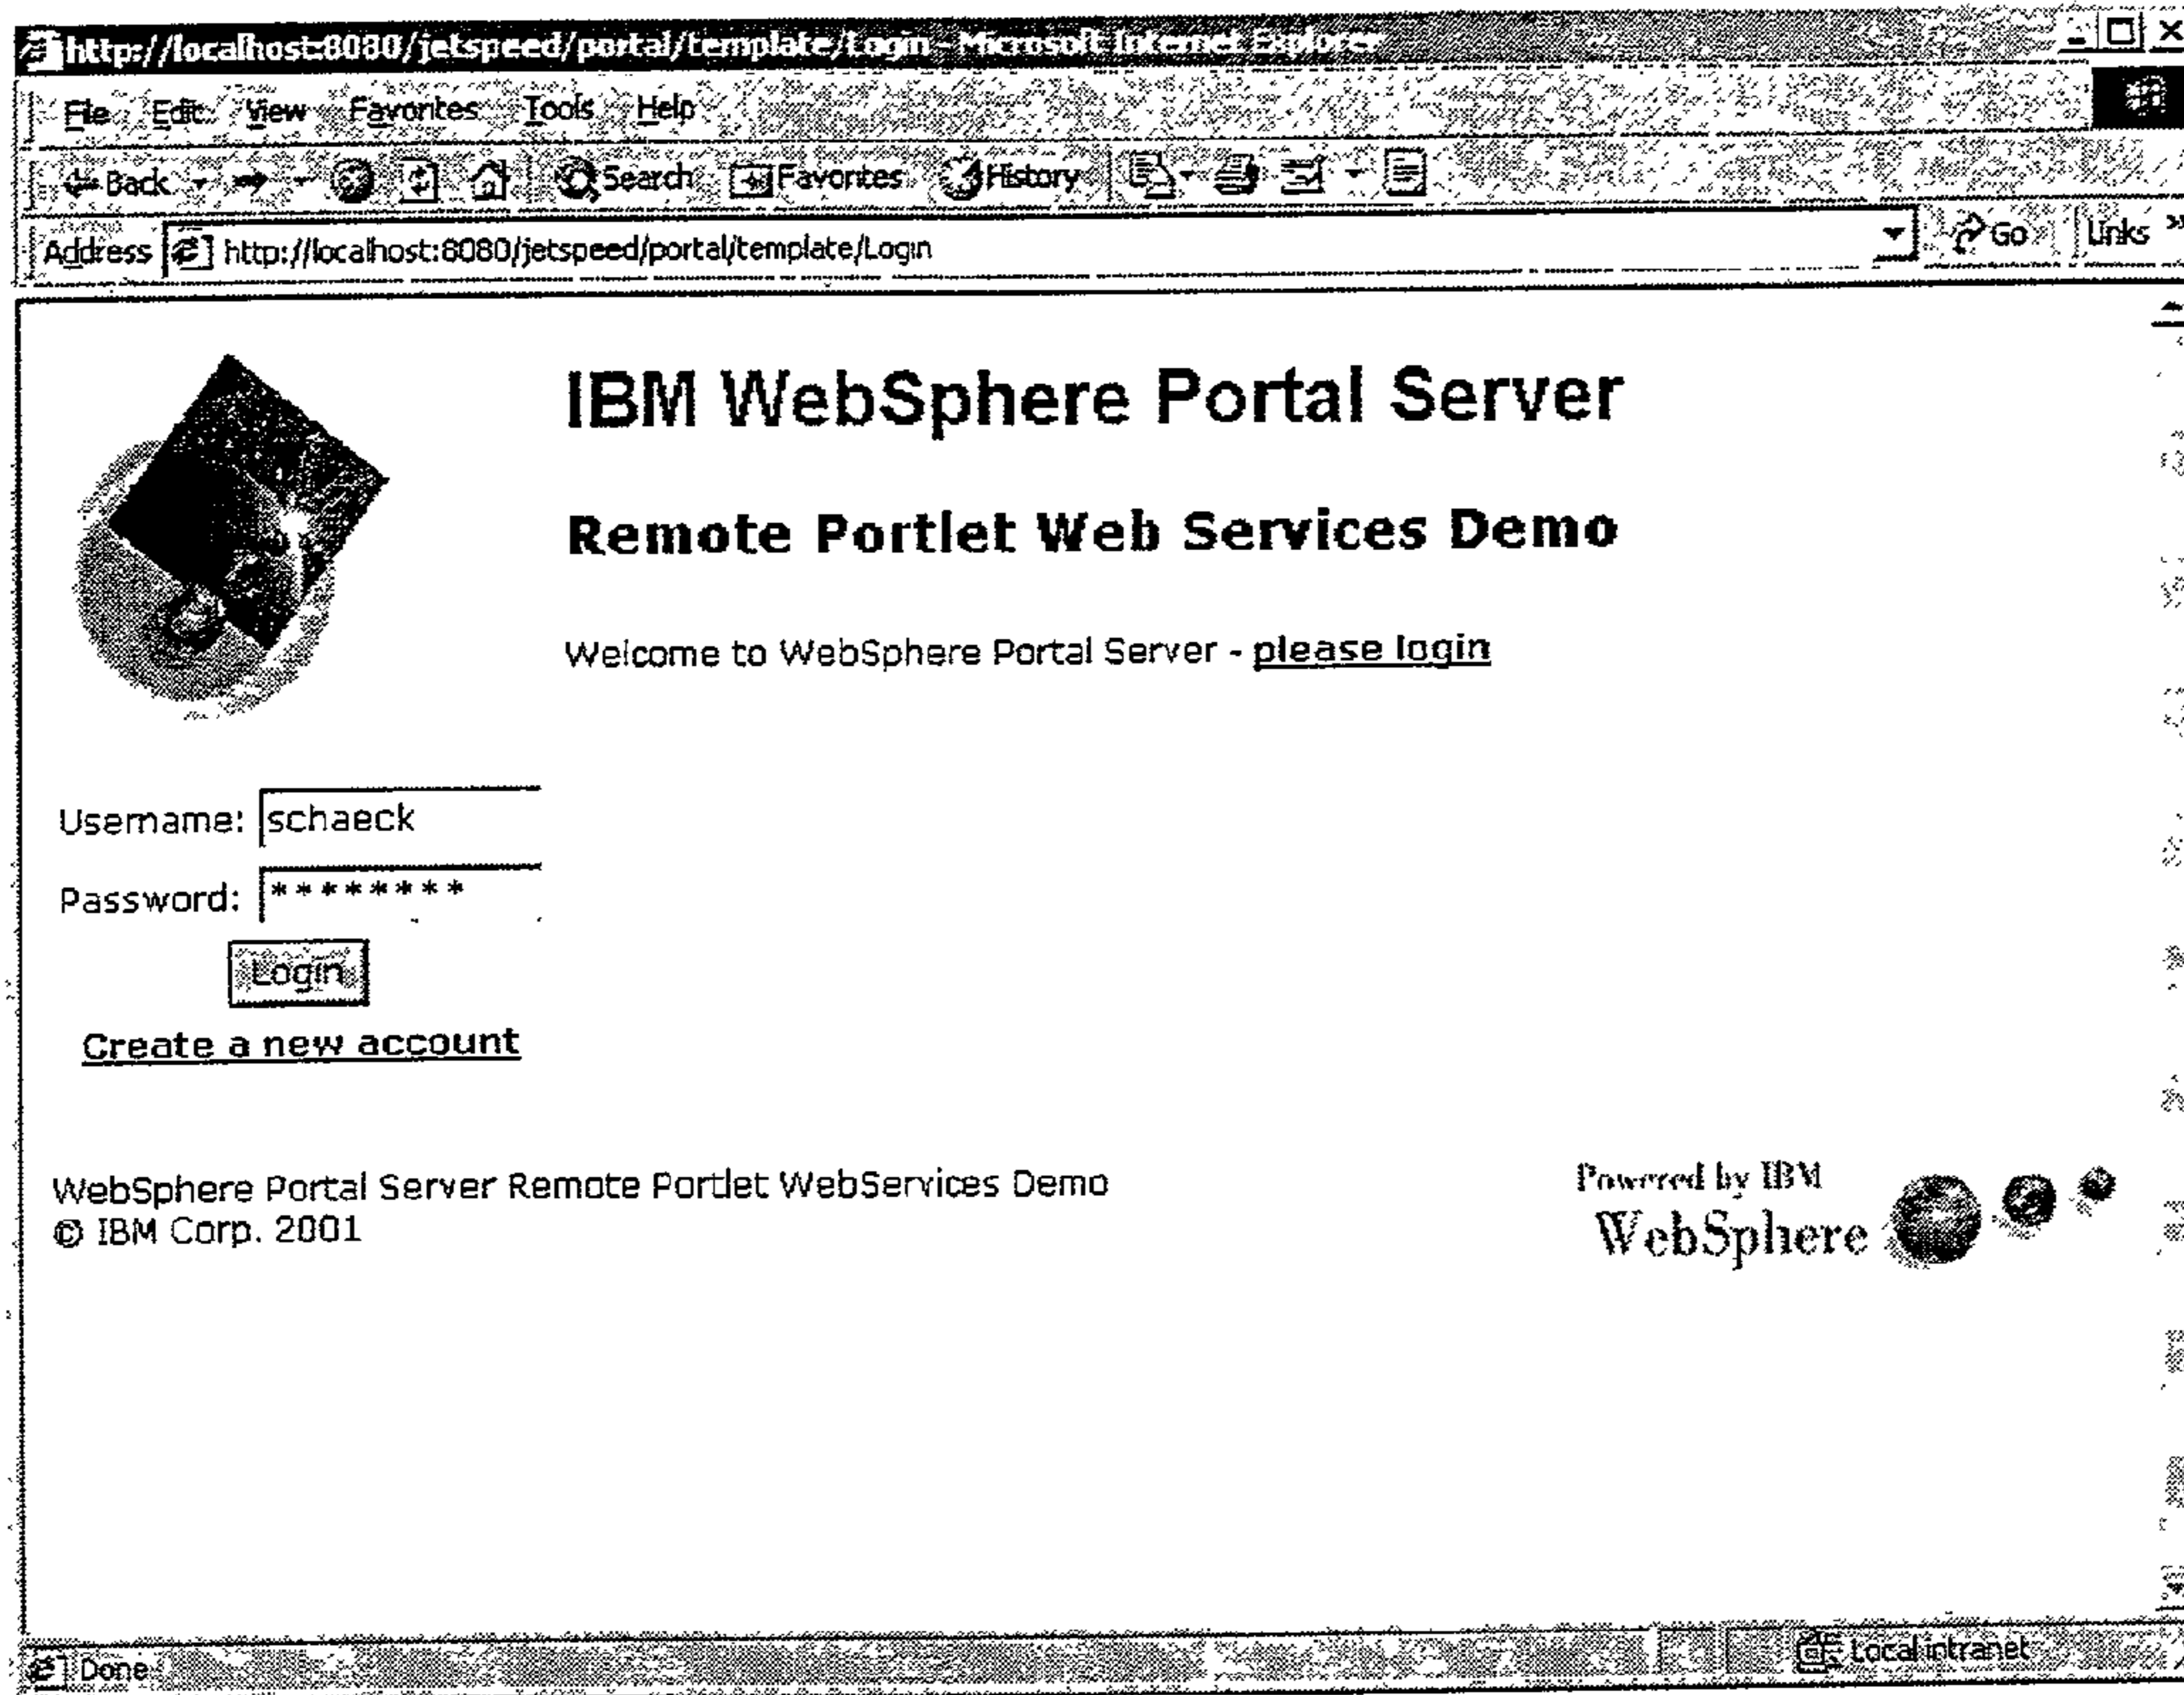 http://localhost:8080/jetspeed/portal/template/Login - Microsoft Internet Explorer
File Edit View Favorites Tools Help
Back Search Favorites History
Address http://localhost:8080/jetspeed/portal/template/Login Go Links »
IBM WebSphere Portal Server
Remote Portlet Web Services Demo
Welcome to WebSphere Portal Server - please login
Username: schaeck
Password: ********
Login
Create a new account
WebSphere Portal Server Remote Portlet WebServices Demo
© IBM Corp. 2001
Powered by IBM
WebSphere
Done Local intranet